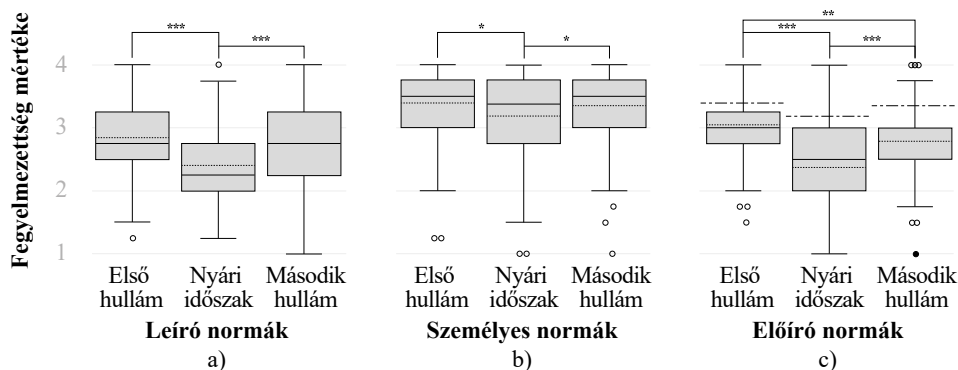 Fegyelmezettség mértéke
4
3
2
1
***
***
*
*
**
***
***
Első hullám
Nyári időszak
Második hullám
Leíró normák
a)
Első hullám
Nyári időszak
Második hullám
Személyes normák
b)
Első hullám
Nyári időszak
Második hullám
Előíró normák
c)